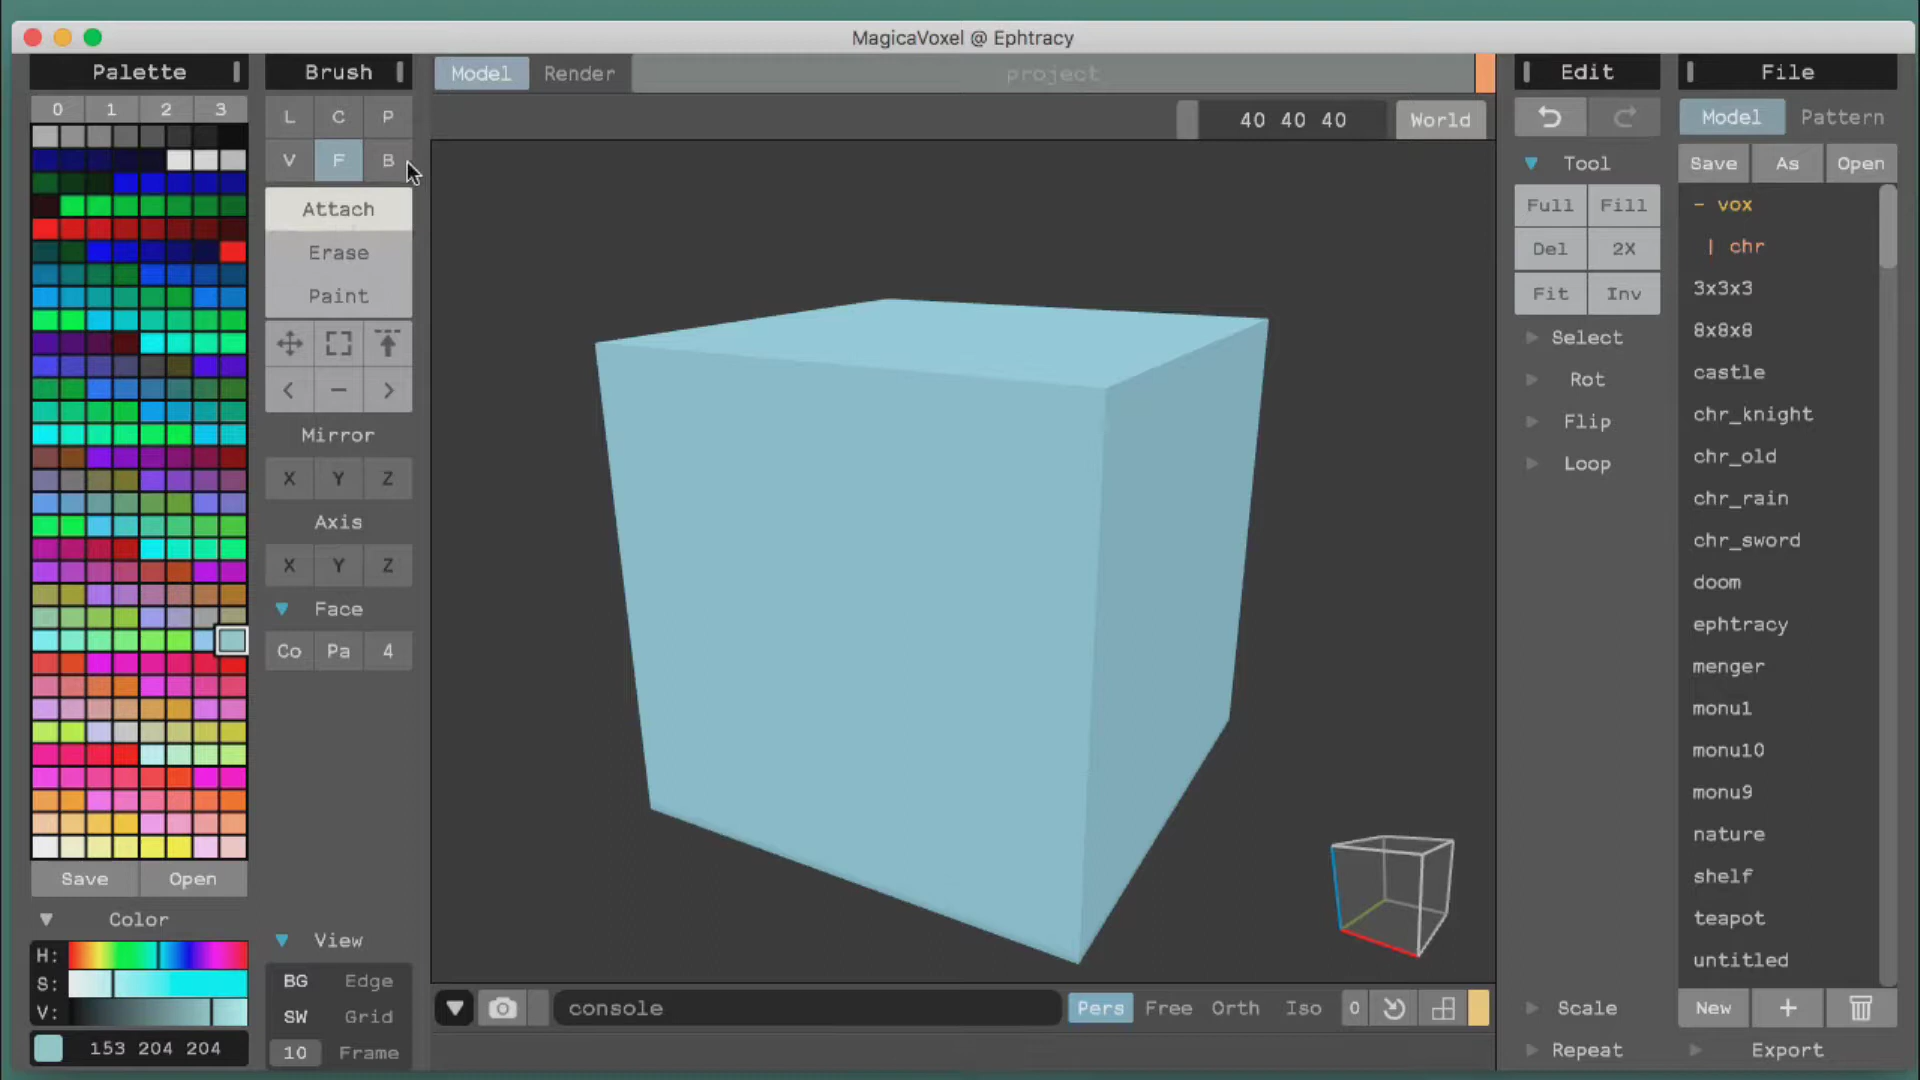 MagicaVoxel @ Ephtracy
Palette
0 1 2 3
Save Open
Color
H:
S:
V:
153 204 204
Brush
L C P
V F B
Attach
Erase
Paint
Mirror
X Y Z
Axis
X Y Z
Face
Co Pa 4
View
BG Edge
SW Grid
10 Frame
Model Render project
40 40 40 World
console
Pers Free Orth Iso 0
Edit
Tool
Full Fill
Del 2X
Fit Inv
Select
Rot
Flip
Loop
Scale
Repeat
File
Model Pattern
Save As Open
- vox
| chr
3x3x3
8x8x8
castle
chr_knight
chr_old
chr_rain
chr_sword
doom
ephtracy
menger
monu1
monu10
monu9
nature
shelf
teapot
untitled
New +
Export